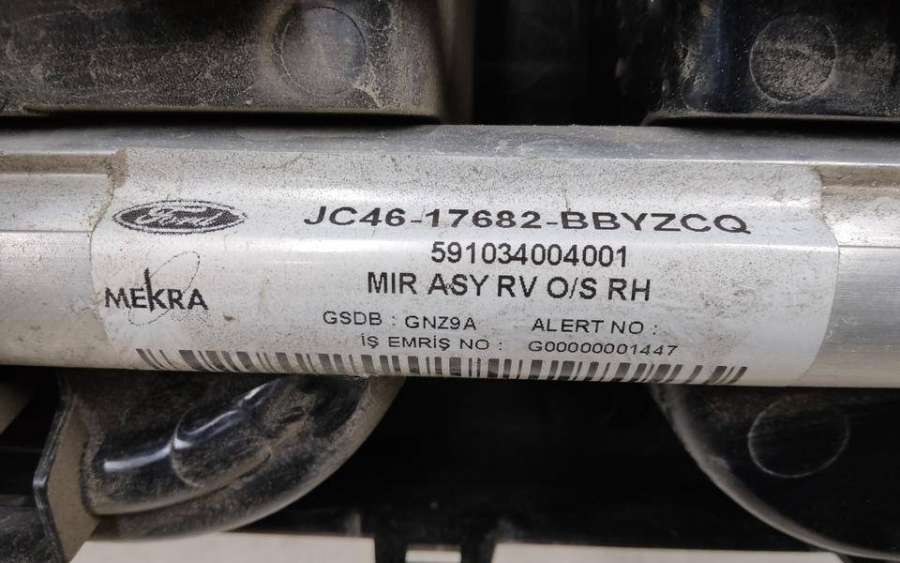 Ford
JC46-17682-BBYZCQ
591034004001
MEKRA
MIR ASY RV O/S RH
GSDB : GNZ9A ALERT NO :
İŞ EMRİŞ NO : G00000001447